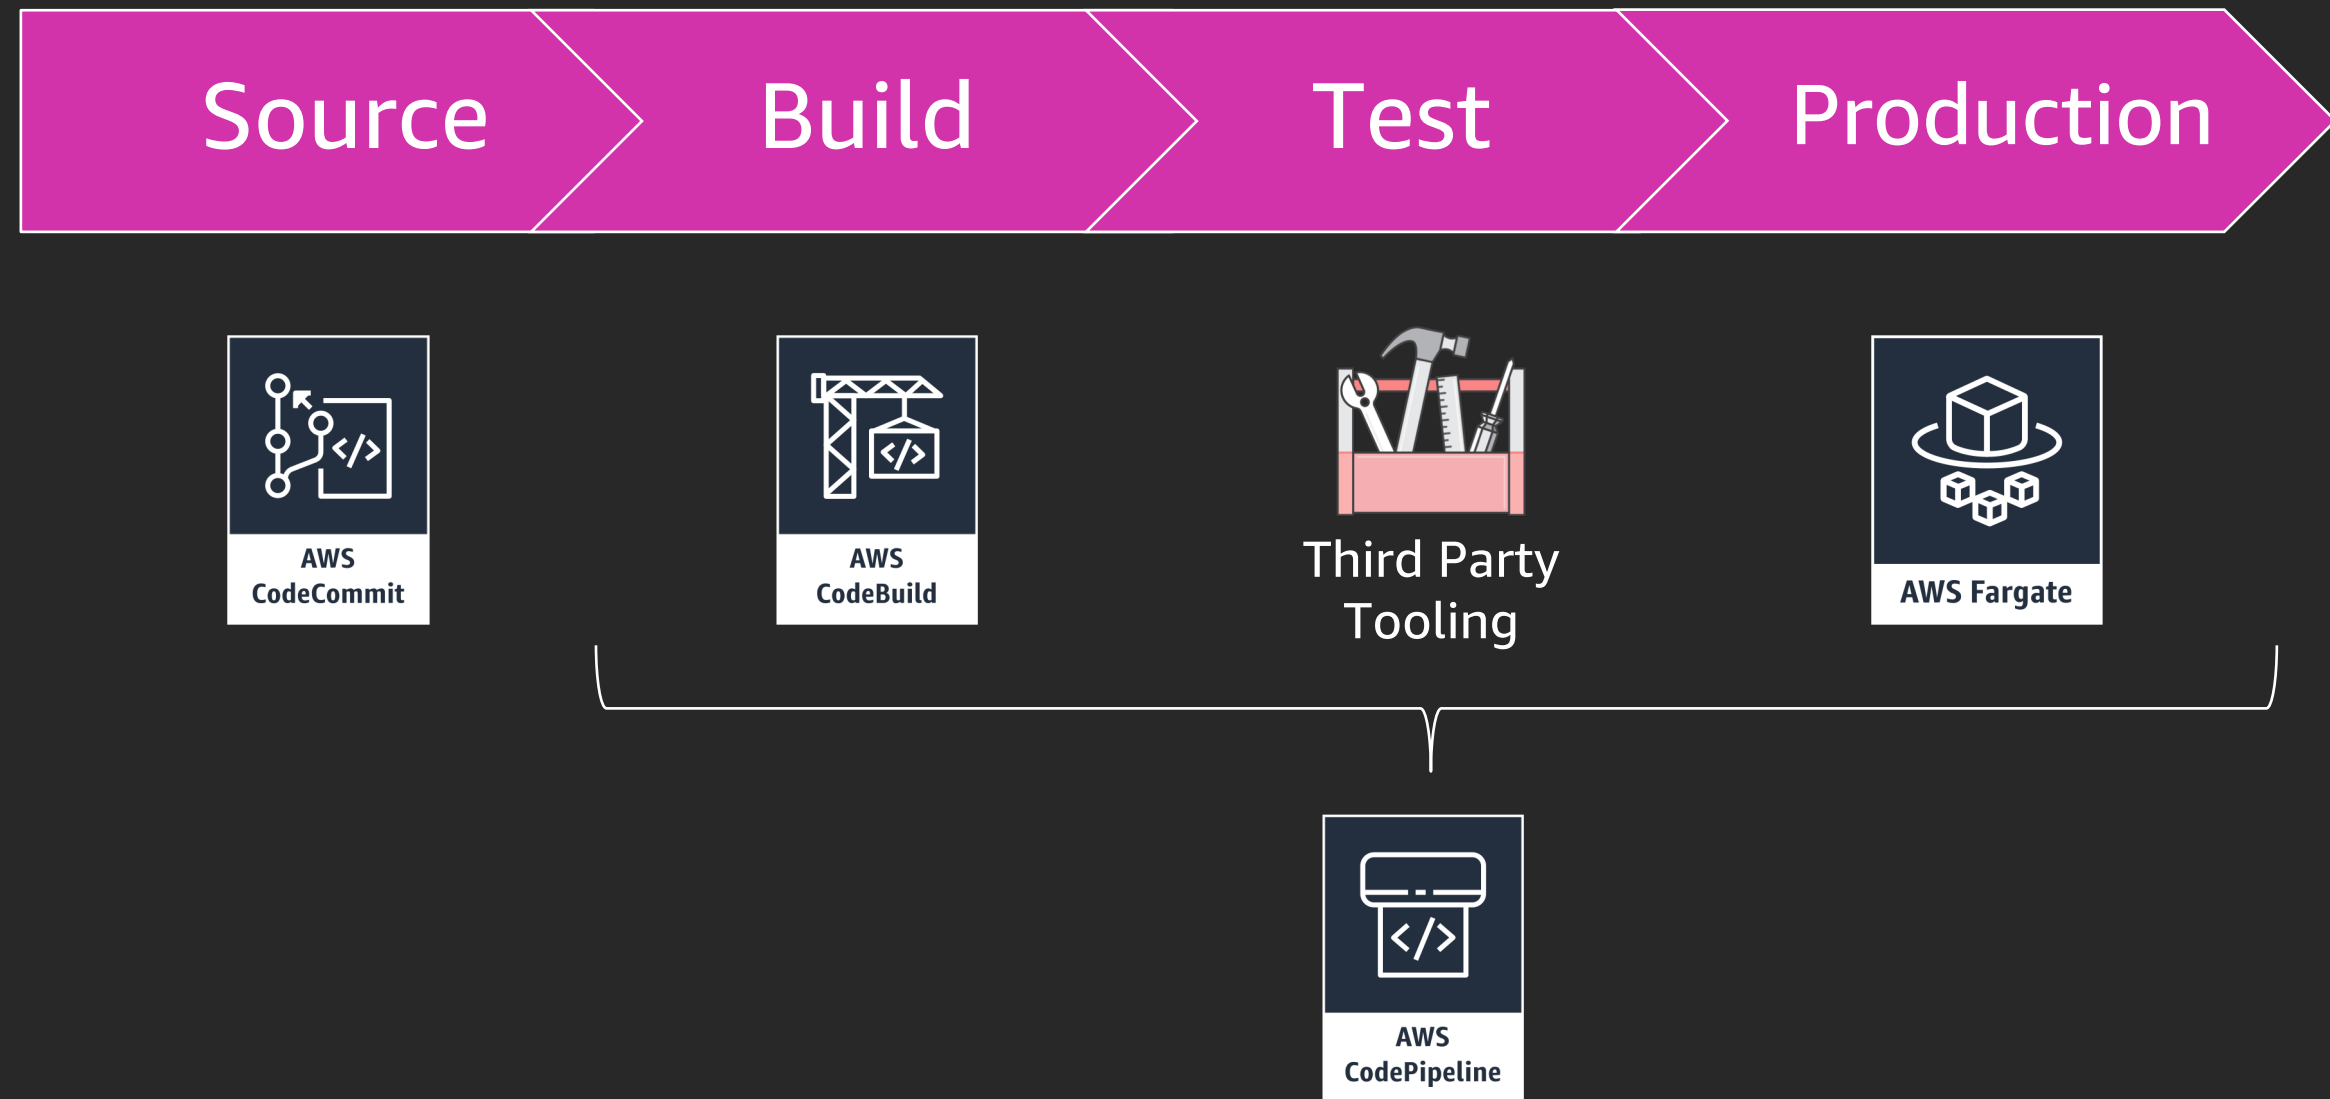 Source
Build
Test
Production
AWS
CodeCommit
AWS
CodeBuild
Third Party
Tooling
AWS Fargate
AWS
CodePipeline